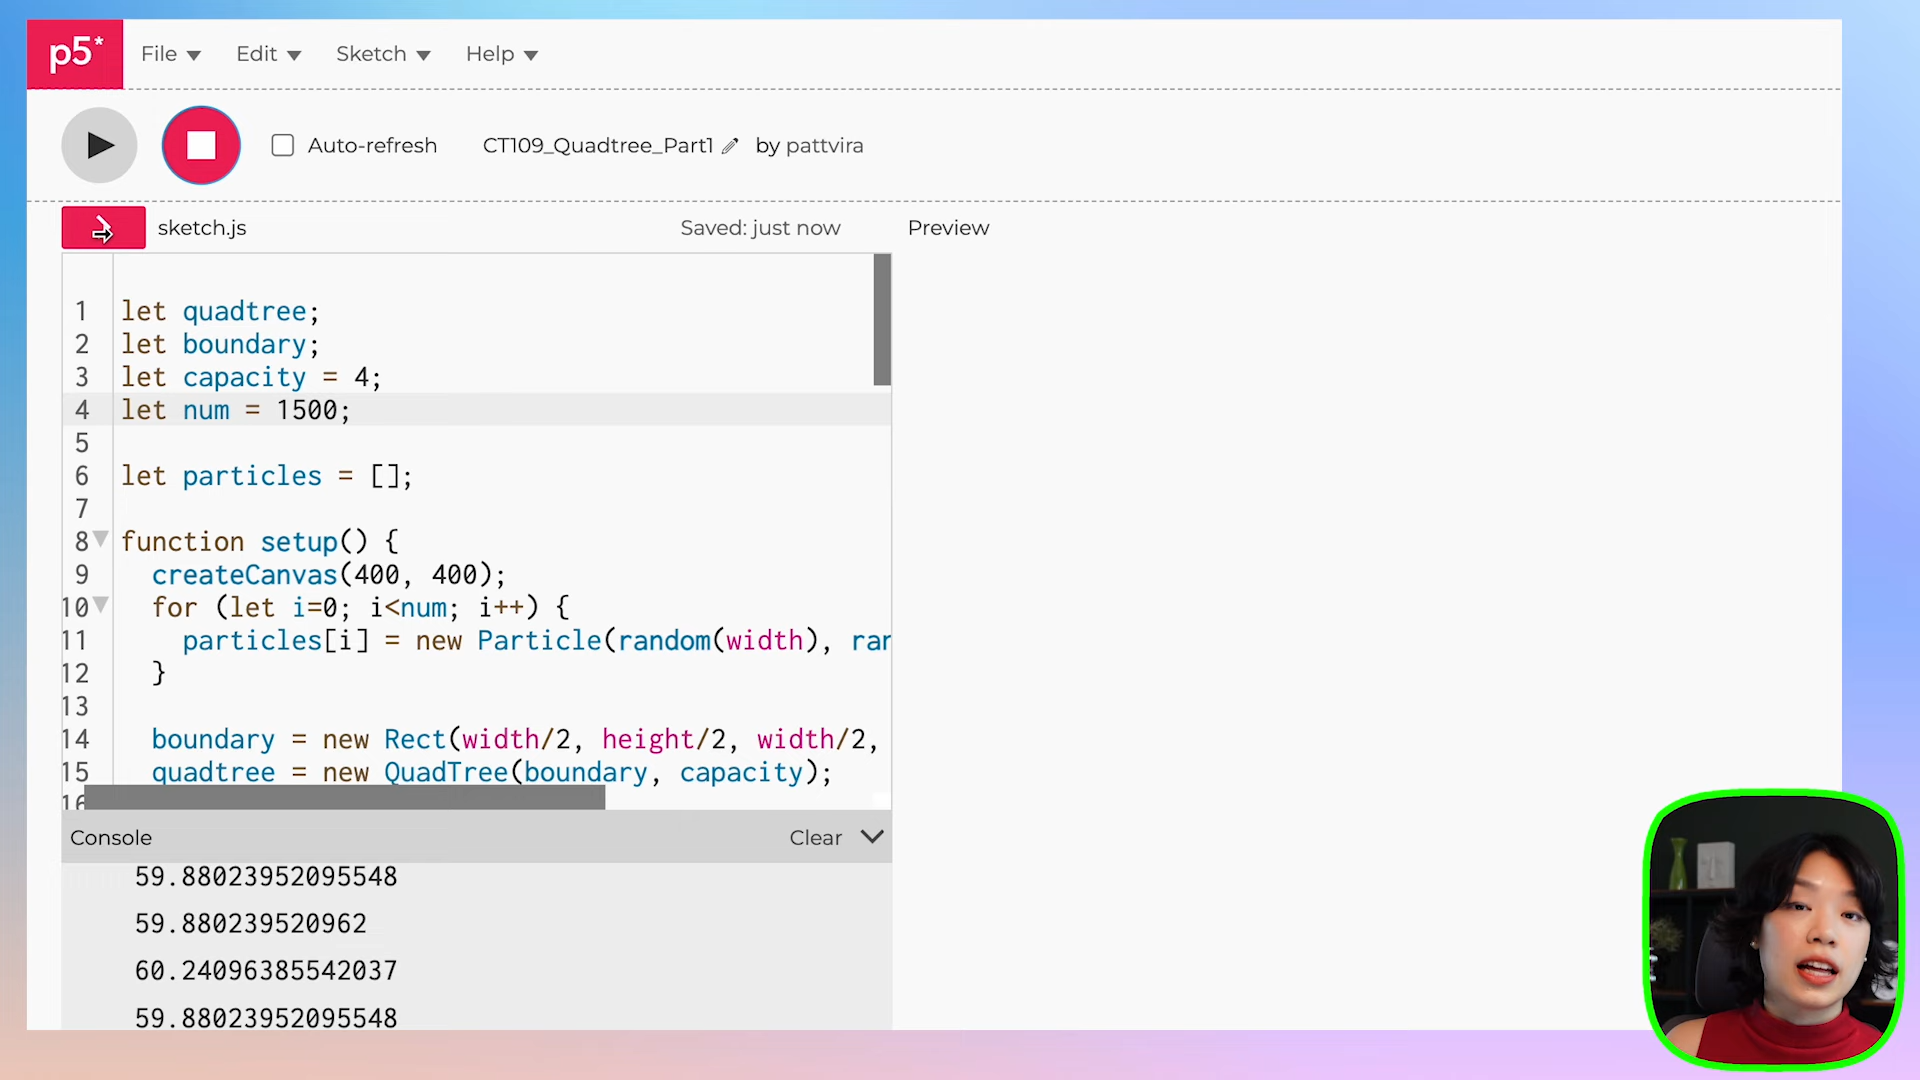 p5*
File Edit Sketch Help
Auto-refresh CT109_Quadtree_Part1 by pattvira
sketch.js Saved: just now Preview
1 let quadtree;
2 let boundary;
3 let capacity = 4;
4 let num = 1500;
5
6 let particles = [];
7
8 function setup() {
9 createCanvas(400, 400);
10 for (let i=0; i<num; i++) {
11 particles[i] = new Particle(random(width), rar
12 }
13
14 boundary = new Rect(width/2, height/2, width/2,
15 quadtree = new QuadTree(boundary, capacity);
16
Console Clear
59.88023952095548
59.880239520962
60.24096385542037
59.88023952095548